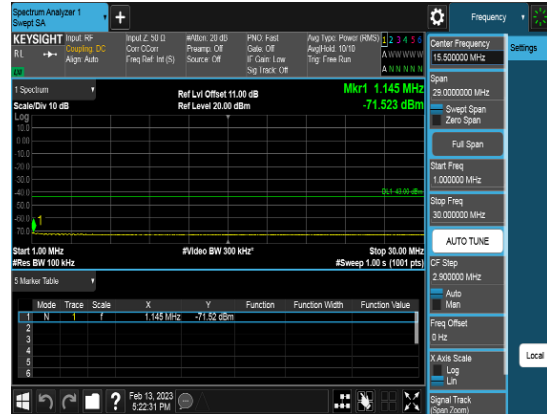 Spectrum Analyzer 1
Swept SA
+
Frequency
KEYSIGHT
RL
Input: RF
Coupling: DC
Align: Auto
Input Z: 50 Ω
Corr CCorr
Freq Ref: Int (S)
#Atten: 20 dB
Preamp: Off
Source: Off
PNO: Fast
Gate: Off
IF Gain: Low
Sig Track: Off
Avg Type: Power (RMS)
Avg|Hold: 10/10
Trig: Free Run
1 2 3 4 5 6
A W W W W W
A N N N N N
1 Spectrum
Scale/Div 10 dB
Ref Lvl Offset 11.00 dB
Ref Level 20.00 dBm
Mkr1 1.145 MHz
-71.523 dBm
Log
10.0
0.00
-10.0
-20.0
-30.0
-40.0
-50.0
-60.0
-70.0
DL1 -43.00 dBm
1
Start 1.00 MHz
#Res BW 100 kHz
#Video BW 300 kHz*
Stop 30.00 MHz
#Sweep 1.00 s (1001 pts)
5 Marker Table
Mode Trace Scale X Y Function Function Width Function Value
1 N 1 f 1.145 MHz -71.52 dBm
2
3
4
5
6
Feb 13, 2023
5:22:31 PM
?
Center Frequency
15.500000 MHz
Settings
Span
29.0000000 MHz
Swept Span
Zero Span
Full Span
Start Freq
1.000000 MHz
Stop Freq
30.000000 MHz
AUTO TUNE
CF Step
2.900000 MHz
Auto
Man
Freq Offset
0 Hz
X Axis Scale
Log
Lin
Local
Signal Track
(Span Zoom)